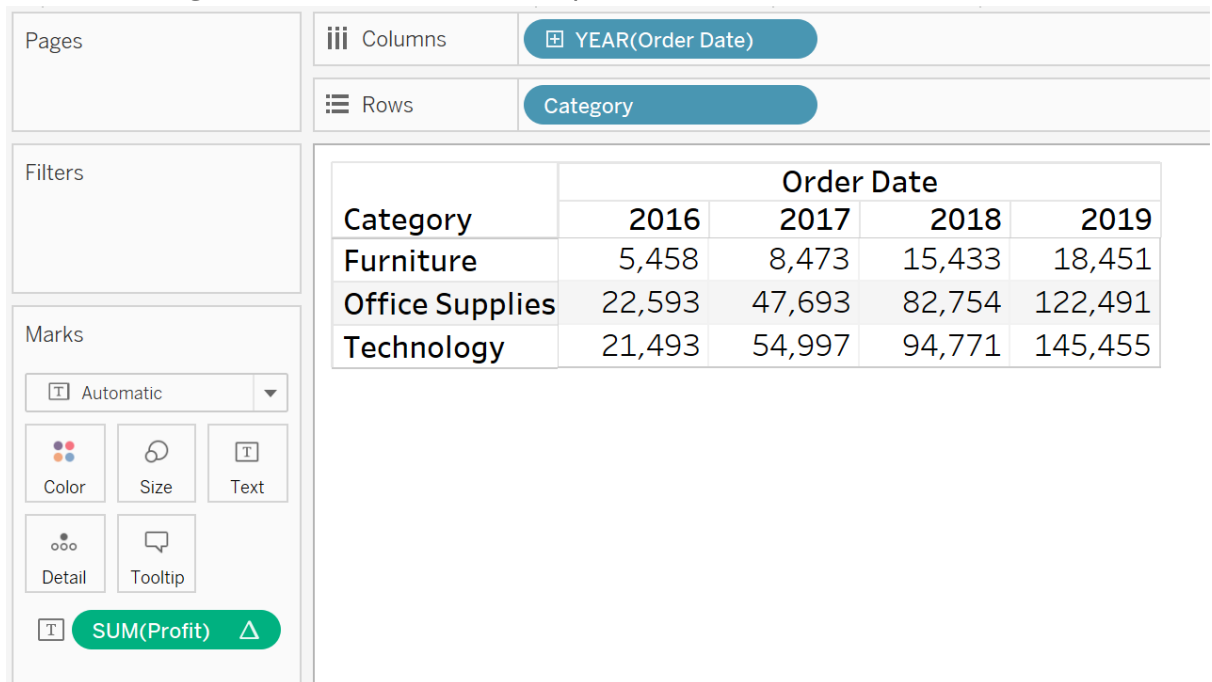 Pages
Columns
YEAR(Order Date)
Rows
Category
Filters
Order Date
Category 2016 2017 2018 2019
Furniture 5,458 8,473 15,433 18,451
Office Supplies 22,593 47,693 82,754 122,491
Technology 21,493 54,997 94,771 145,455
Marks
T Automatic
T
Color Size Text
Detail Tooltip
T SUM(Profit) Δ